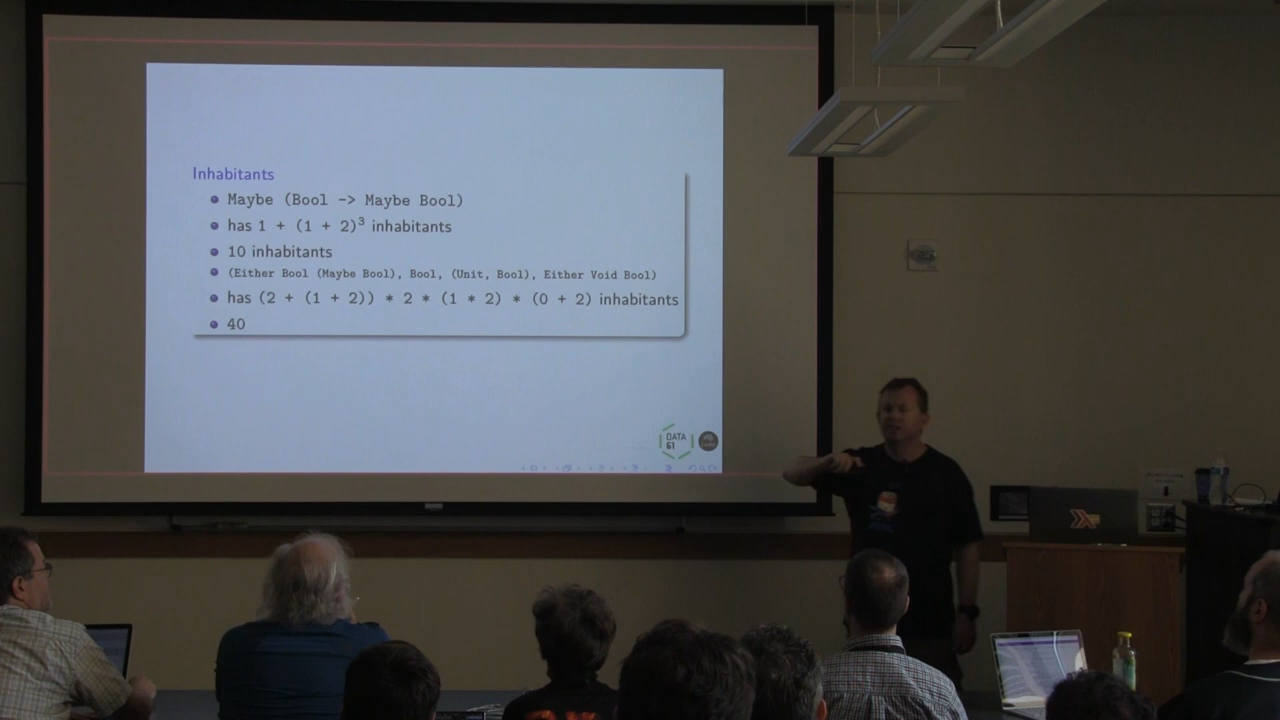 Inhabitants
Maybe (Bool -> Maybe Bool)
has 1 + (1 + 2)³ inhabitants
10 inhabitants
(Either Bool (Maybe Bool), Bool, (Unit, Bool), Either Void Bool)
has (2 + (1 + 2)) * 2 * (1 * 2) * (0 + 2) inhabitants
40
DATA
61